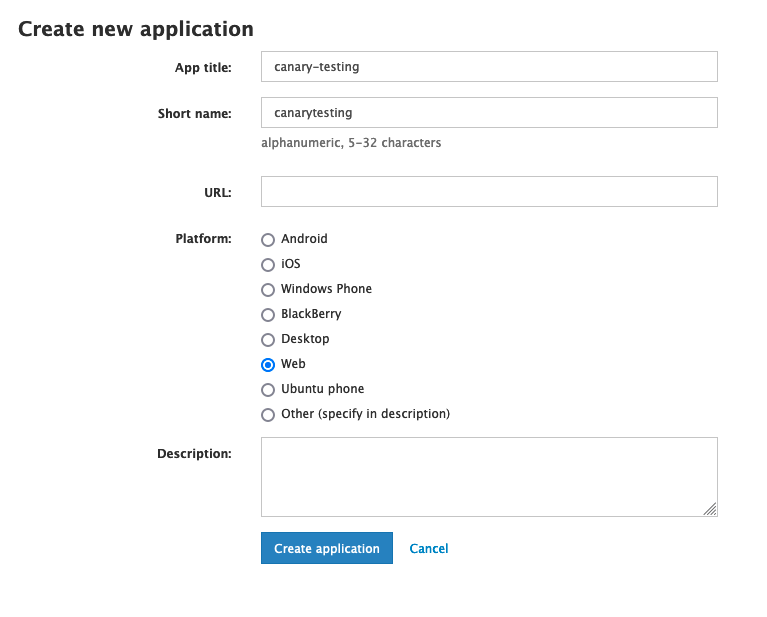 Create new application
App title: canary-testing
Short name: canarytesting
alphanumeric, 5-32 characters
URL:
Platform: Android
iOS
Windows Phone
BlackBerry
Desktop
Web
Ubuntu phone
Other (specify in description)
Description:
Create application Cancel